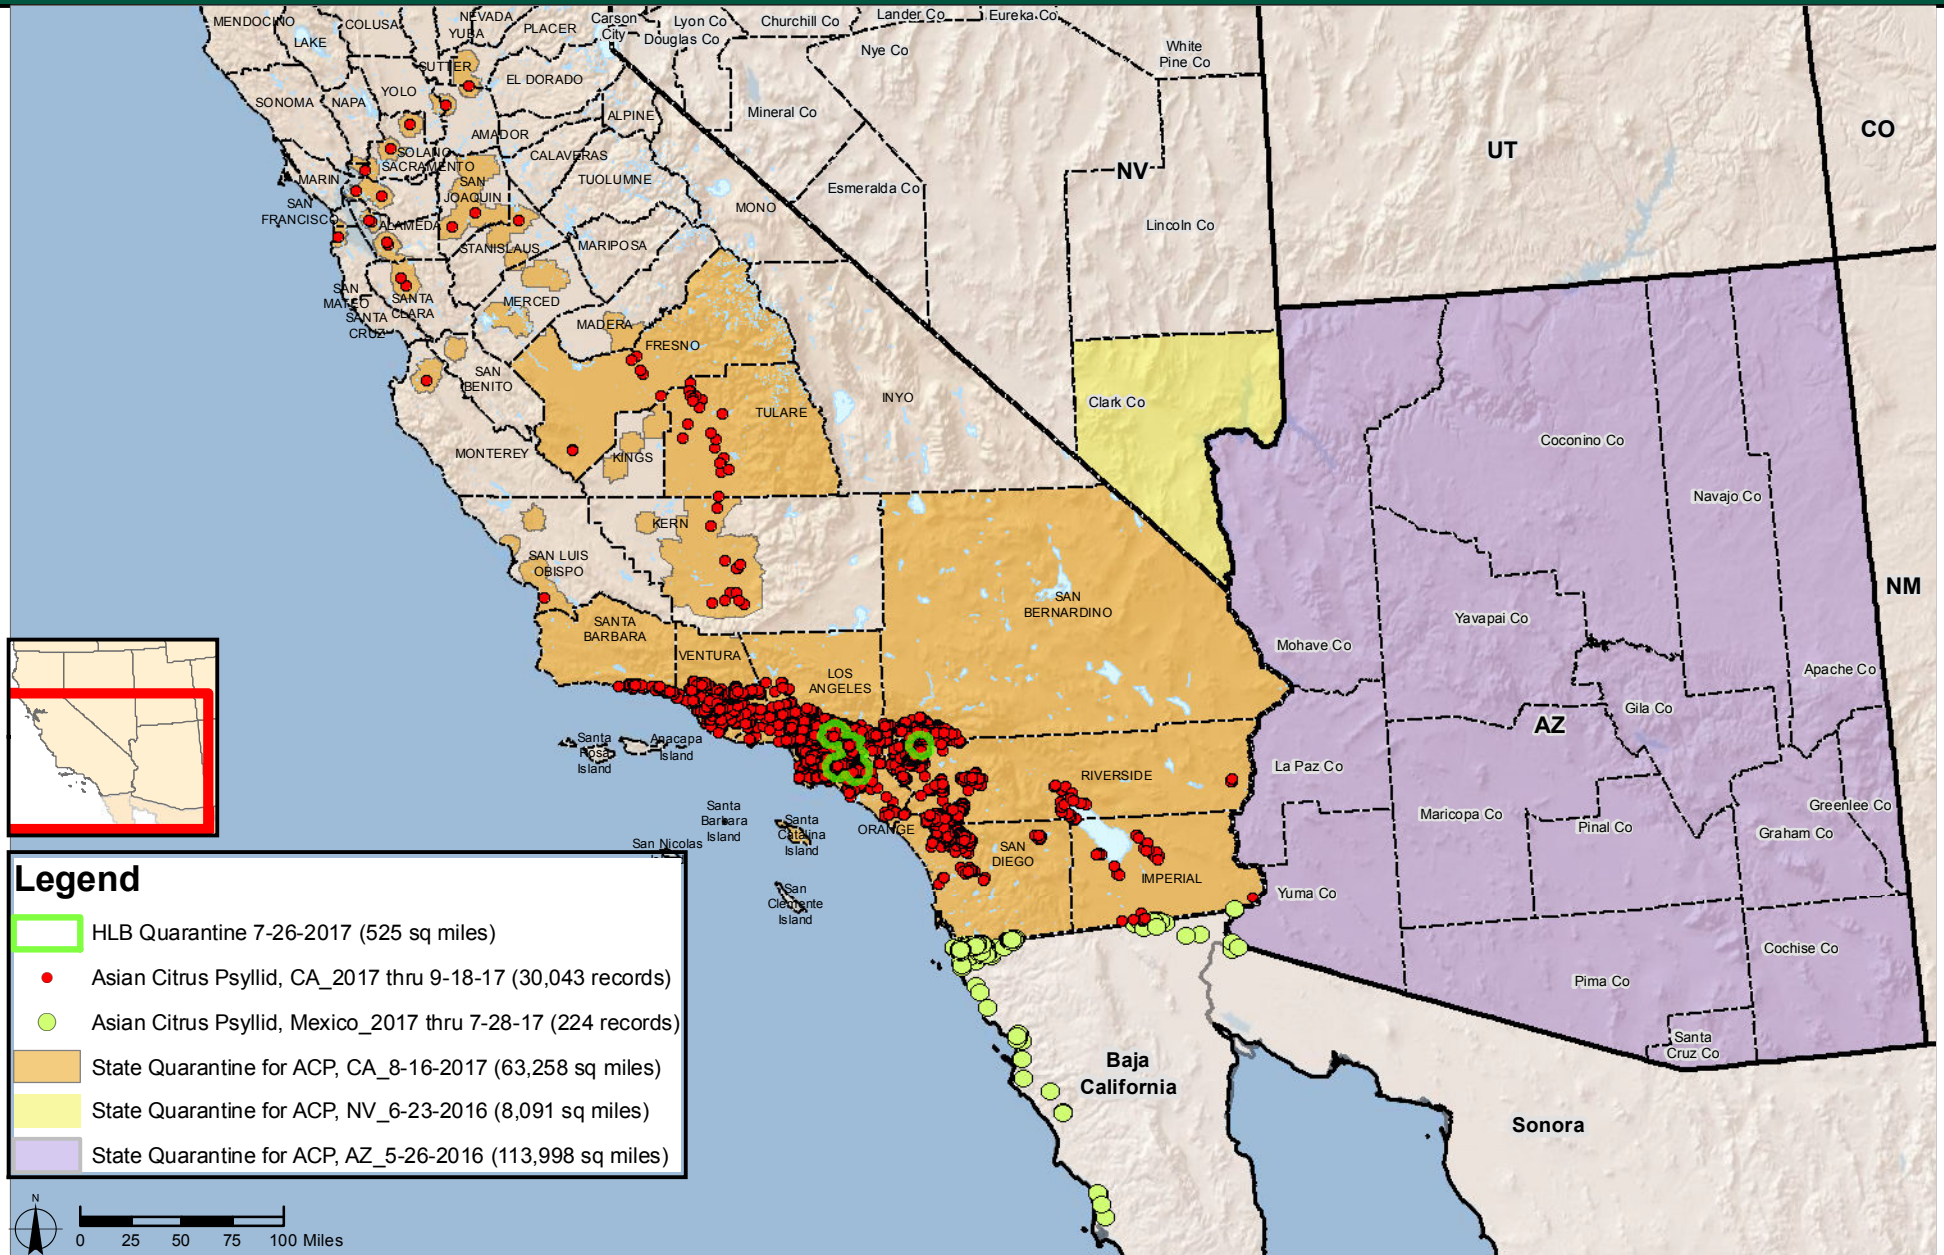 MENDOCINO
COLUSA
NEVADA
YUBA
PLACER
Carson
City
Lyon Co
Churchill Co
Lander Co
Eureka Co
LAKE
Douglas Co
Nye Co
White
Pine Co
SUTTER
EL DORADO
SONOMA
NAPA
YOLO
Mineral Co
ALPINE
CO
AMADOR
UT
SOLANO
SACRAMENTO
CALAVERAS
MARIN
SAN
JOAQUIN
TUOLUMNE
NV
Esmeralda Co
SAN
FRANCISCO
MONO
ALAMEDA
Lincoln Co
STANISLAUS
MARIPOSA
SAN
MATEO
SANTA
CLARA
MERCED
SANTA
CRUZ
MADERA
FRESNO
SAN
BENITO
INYO
Clark Co
TULARE
MONTEREY
KINGS
Coconino Co
Navajo Co
KERN
SAN LUIS
OBISPO
SAN
BERNARDINO
NM
SANTA
BARBARA
Yavapai Co
VENTURA
Mohave Co
LOS
ANGELES
Apache Co
Gila Co
AZ
Santa
Rosa
Island
Anacapa
Island
La Paz Co
RIVERSIDE
Santa
Barbara
Island
Santa
Catalina
Island
ORANGE
Maricopa Co
Pinal Co
Greenlee Co
Graham Co
San Nicolas
SAN
DIEGO
IMPERIAL
San
Clemente
Island
Yuma Co
Cochise Co
Pima Co
Santa
Cruz Co
Baja
California
Sonora
Legend
HLB Quarantine 7-26-2017 (525 sq miles)
Asian Citrus Psyllid, CA_2017 thru 9-18-17 (30,043 records)
Asian Citrus Psyllid, Mexico_2017 thru 7-28-17 (224 records)
State Quarantine for ACP, CA_8-16-2017 (63,258 sq miles)
State Quarantine for ACP, NV_6-23-2016 (8,091 sq miles)
State Quarantine for ACP, AZ_5-26-2016 (113,998 sq miles)
N
0 25 50 75 100 Miles